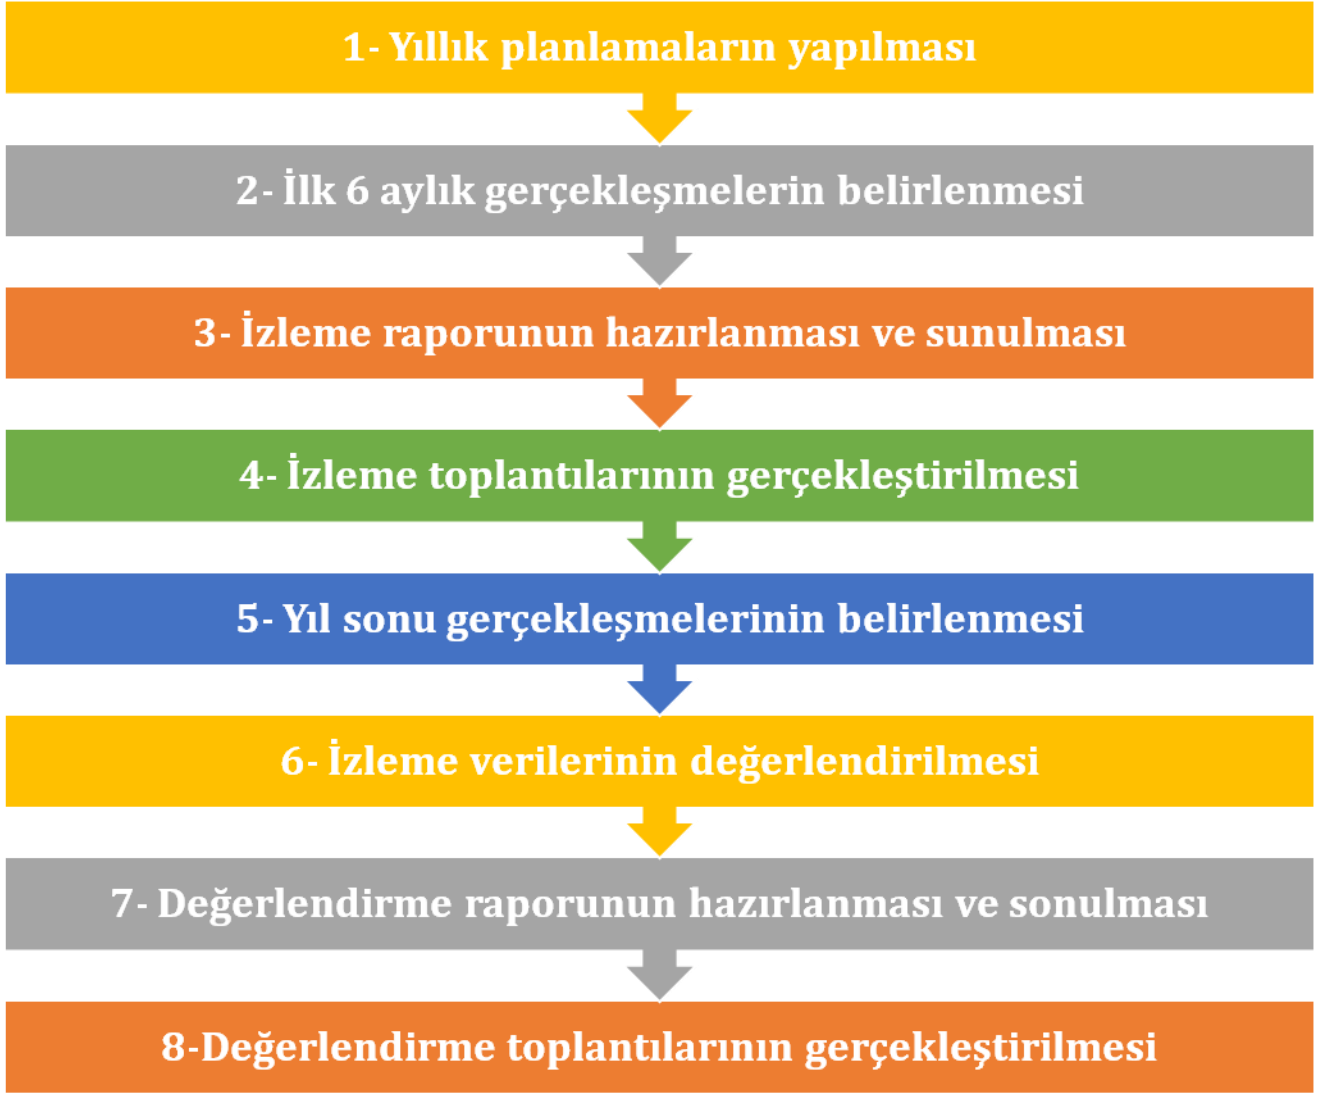 1- Yıllık planlamaların yapılması
2- İlk 6 aylık gerçekleşmelerin belirlenmesi
3- İzleme raporunun hazırlanması ve sunulması
4- İzleme toplantılarının gerçekleştirilmesi
5- Yıl sonu gerçekleşmelerinin belirlenmesi
6- İzleme verilerinin değerlendirilmesi
7- Değerlendirme raporunun hazırlanması ve sonulması
8-Değerlendirme toplantılarının gerçekleştirilmesi